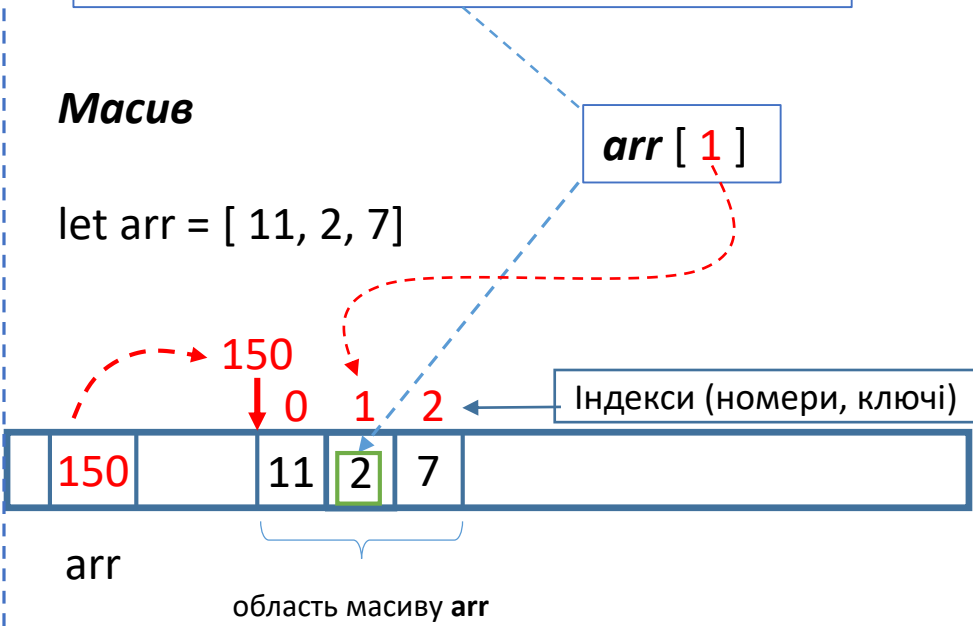 Масив
arr [ 1 ]
let arr = [ 11, 2, 7]
150
0 1 2
Індекси (номери, ключі)
150 11 2 7
arr
область масиву arr